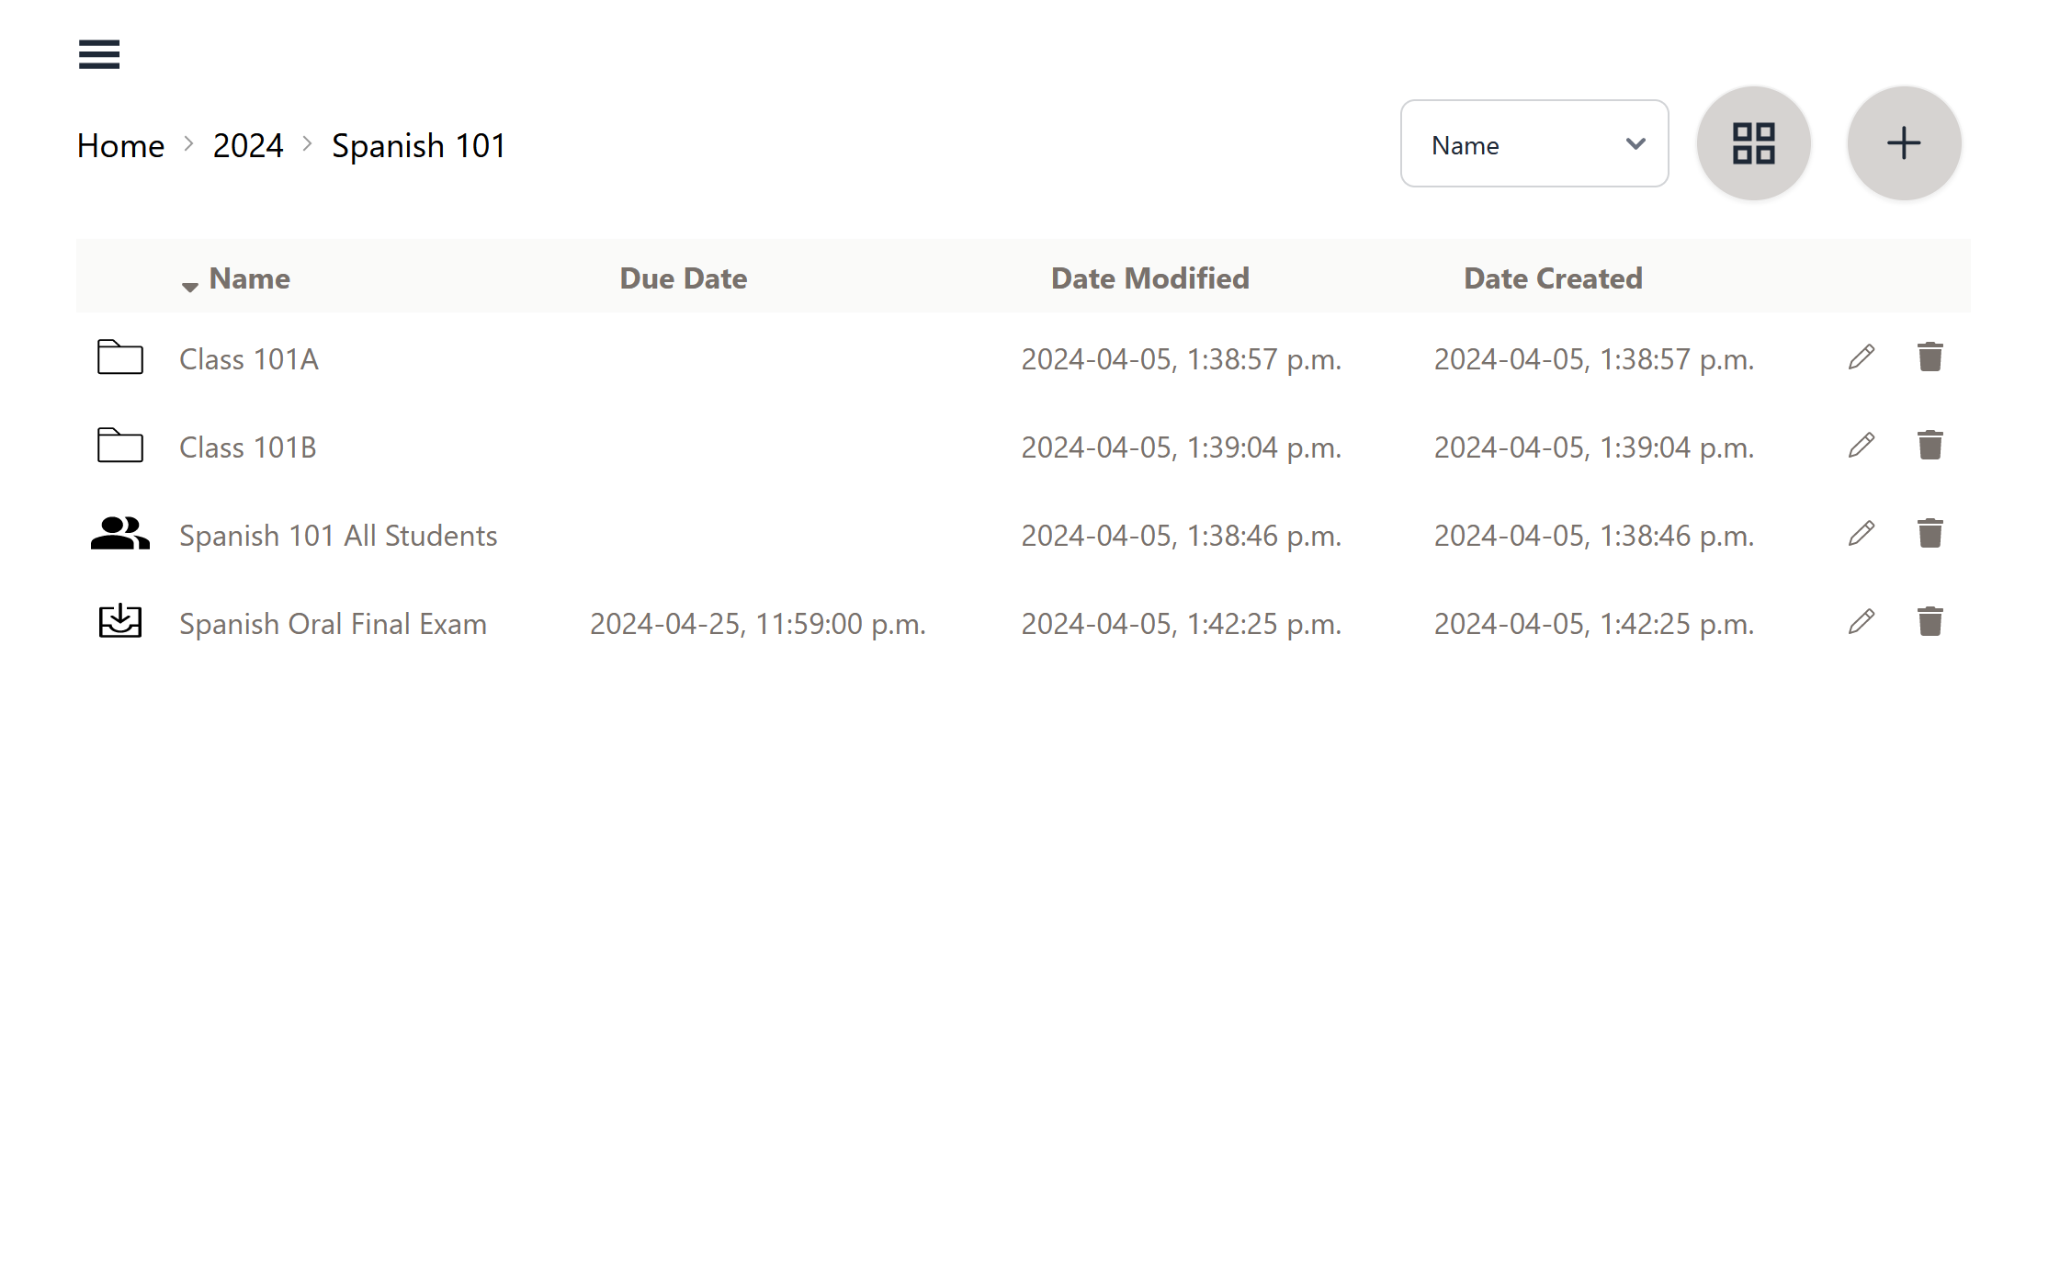 Home > 2024 > Spanish 101
Name
Name Due Date Date Modified Date Created
Class 101A 2024-04-05, 1:38:57 p.m. 2024-04-05, 1:38:57 p.m.
Class 101B 2024-04-05, 1:39:04 p.m. 2024-04-05, 1:39:04 p.m.
Spanish 101 All Students 2024-04-05, 1:38:46 p.m. 2024-04-05, 1:38:46 p.m.
Spanish Oral Final Exam 2024-04-25, 11:59:00 p.m. 2024-04-05, 1:42:25 p.m. 2024-04-05, 1:42:25 p.m.